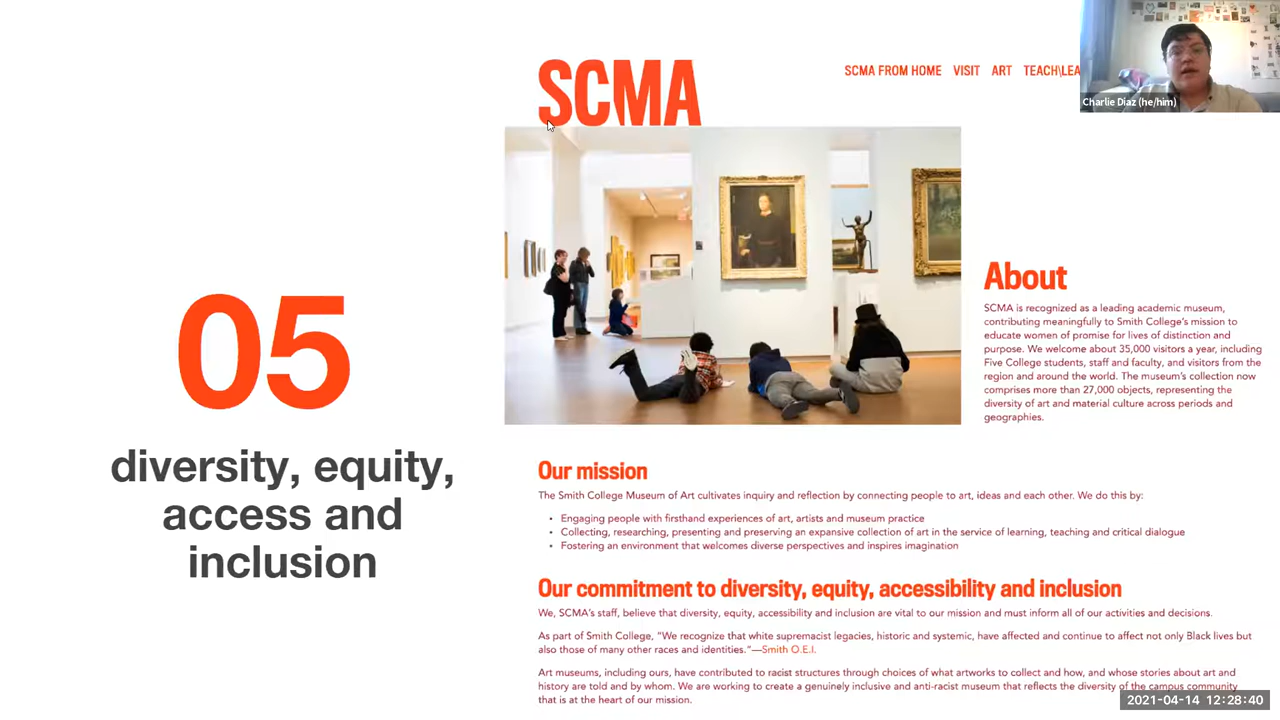 SCMA
SCMA FROM HOME VISIT ART TEACH\LEA
Charlie Diaz (he/him)
05
diversity, equity,
access and
inclusion
About
SCMA is recognized as a leading academic museum,
contributing meaningfully to Smith College's mission to
educate women of promise for lives of distinction and
purpose. We welcome about 35,000 visitors a year, including
Five College students, staff and faculty, and visitors from the
region and around the world. The museum's collection now
comprises more than 27,000 objects, representing the
diversity of art and material culture across periods and
geographies.
Our mission
The Smith College Museum of Art cultivates inquiry and reflection by connecting people to art, ideas and each other. We do this by:
• Engaging people with firsthand experiences of art, artists and museum practice
• Collecting, researching, presenting and preserving an expansive collection of art in the service of learning, teaching and critical dialogue
• Fostering an environment that welcomes diverse perspectives and inspires imagination
Our commitment to diversity, equity, accessibility and inclusion
We, SCMA's staff, believe that diversity, equity, accessibility and inclusion are vital to our mission and must inform all of our activities and decisions.
As part of Smith College, "We recognize that white supremacist legacies, historic and systemic, have affected and continue to affect not only Black lives but
also those of many other races and identities."—Smith O.E.I.
Art museums, including ours, have contributed to racist structures through choices of what artworks to collect and how, and whose stories about art and
history are told and by whom. We are working to create a genuinely inclusive and anti-racist museum that reflects the diversity of the campus community
that is at the heart of our mission.
2021-04-14 12:28:40